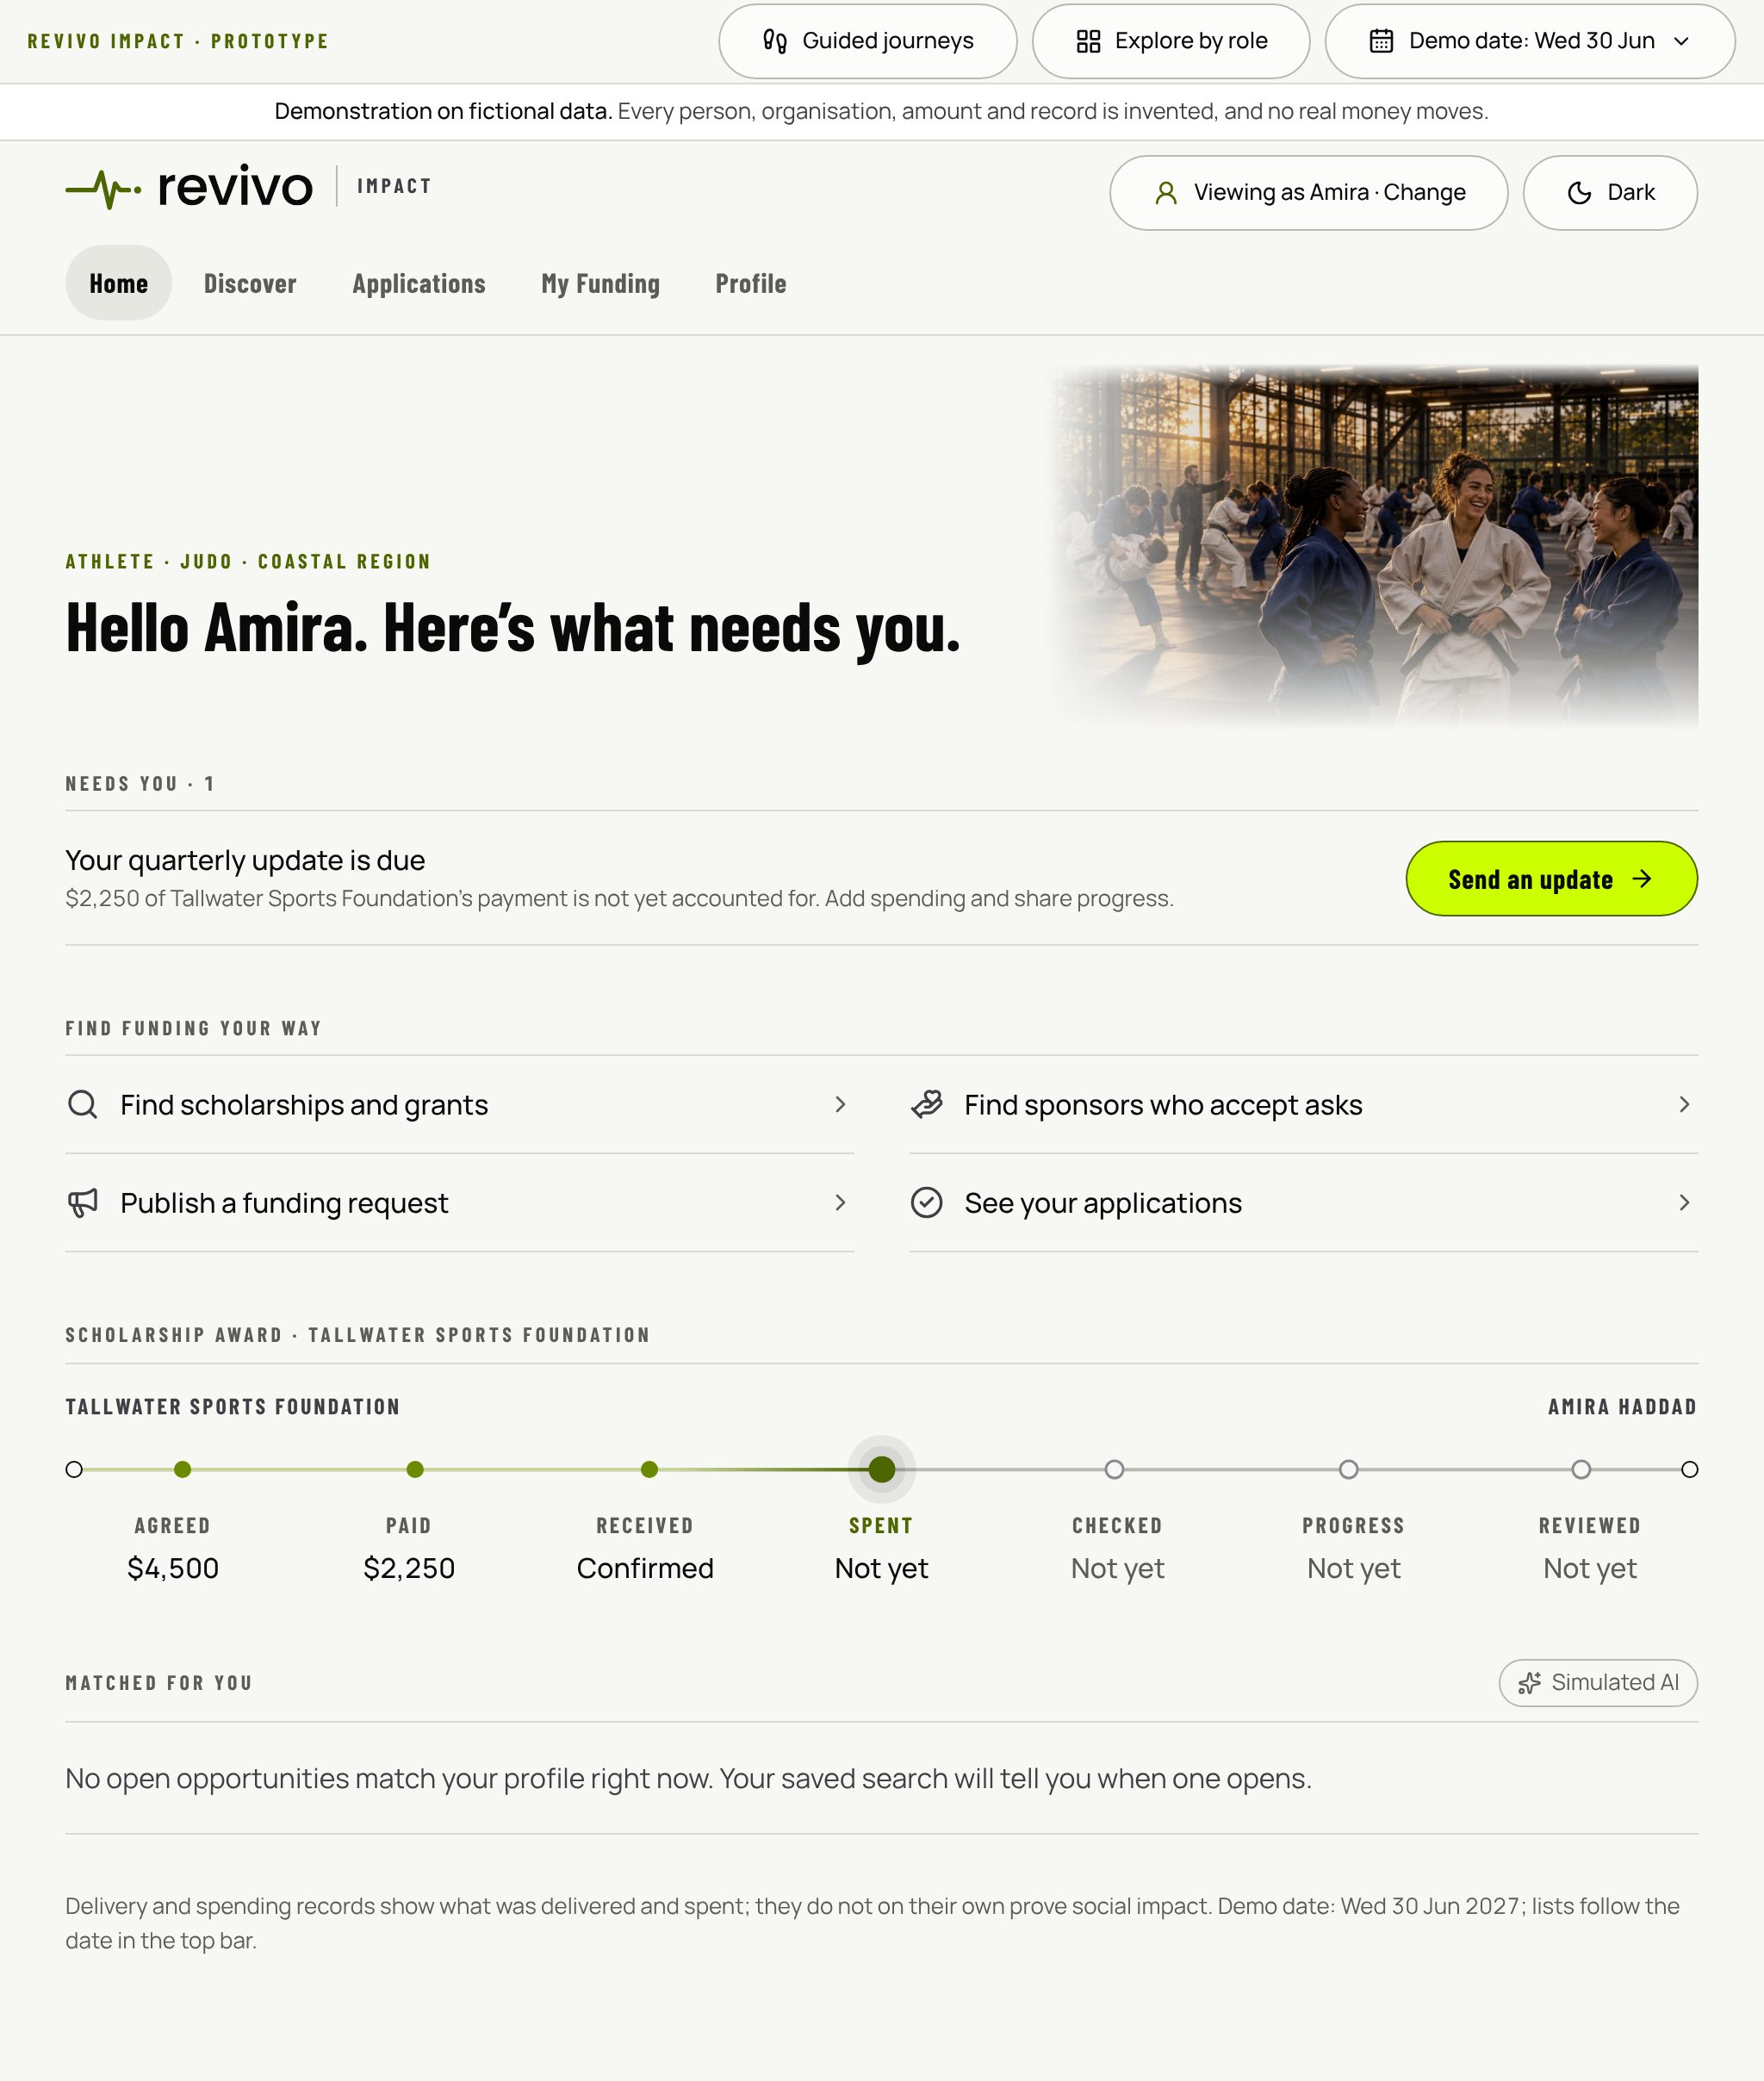 REVIVO IMPACT · PROTOTYPE
Guided journeys
Explore by role
Demo date: Wed 30 Jun
Demonstration on fictional data. Every person, organisation, amount and record is invented, and no real money moves.
revivo
IMPACT
Viewing as Amira · Change
Dark
Home
Discover
Applications
My Funding
Profile
ATHLETE · JUDO · COASTAL REGION
Hello Amira. Here’s what needs you.
NEEDS YOU · 1
Your quarterly update is due
$2,250 of Tallwater Sports Foundation’s payment is not yet accounted for. Add spending and share progress.
Send an update
FIND FUNDING YOUR WAY
Find scholarships and grants
Find sponsors who accept asks
Publish a funding request
See your applications
SCHOLARSHIP AWARD · TALLWATER SPORTS FOUNDATION
TALLWATER SPORTS FOUNDATION
AMIRA HADDAD
AGREED
$4,500
PAID
$2,250
RECEIVED
Confirmed
SPENT
Not yet
CHECKED
Not yet
PROGRESS
Not yet
REVIEWED
Not yet
MATCHED FOR YOU
Simulated AI
No open opportunities match your profile right now. Your saved search will tell you when one opens.
Delivery and spending records show what was delivered and spent; they do not on their own prove social impact. Demo date: Wed 30 Jun 2027; lists follow the
date in the top bar.